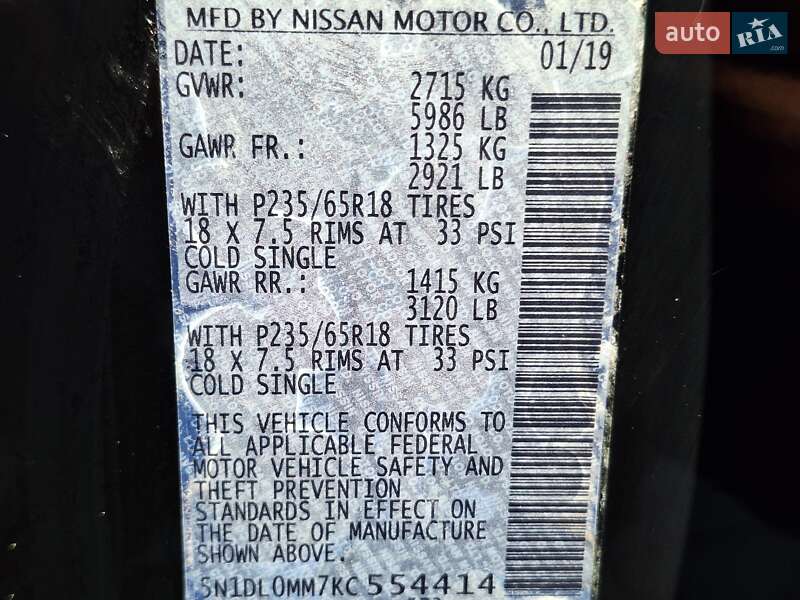 MFD BY NISSAN MOTOR CO., LTD.
auto RIA.com
DATE: 01/19
GVWR: 2715 KG
5986 LB
GAWR FR.: 1325 KG
2921 LB
WITH P235/65R18 TIRES
18 X 7.5 RIMS AT 33 PSI
COLD SINGLE
GAWR RR.: 1415 KG
3120 LB
WITH P235/65R18 TIRES
18 X 7.5 RIMS AT 33 PSI
COLD SINGLE
THIS VEHICLE CONFORMS TO
ALL APPLICABLE FEDERAL
MOTOR VEHICLE SAFETY AND
THEFT PREVENTION
STANDARDS IN EFFECT ON
THE DATE OF MANUFACTURE
SHOWN ABOVE.
5N1DL0MM7KC554414